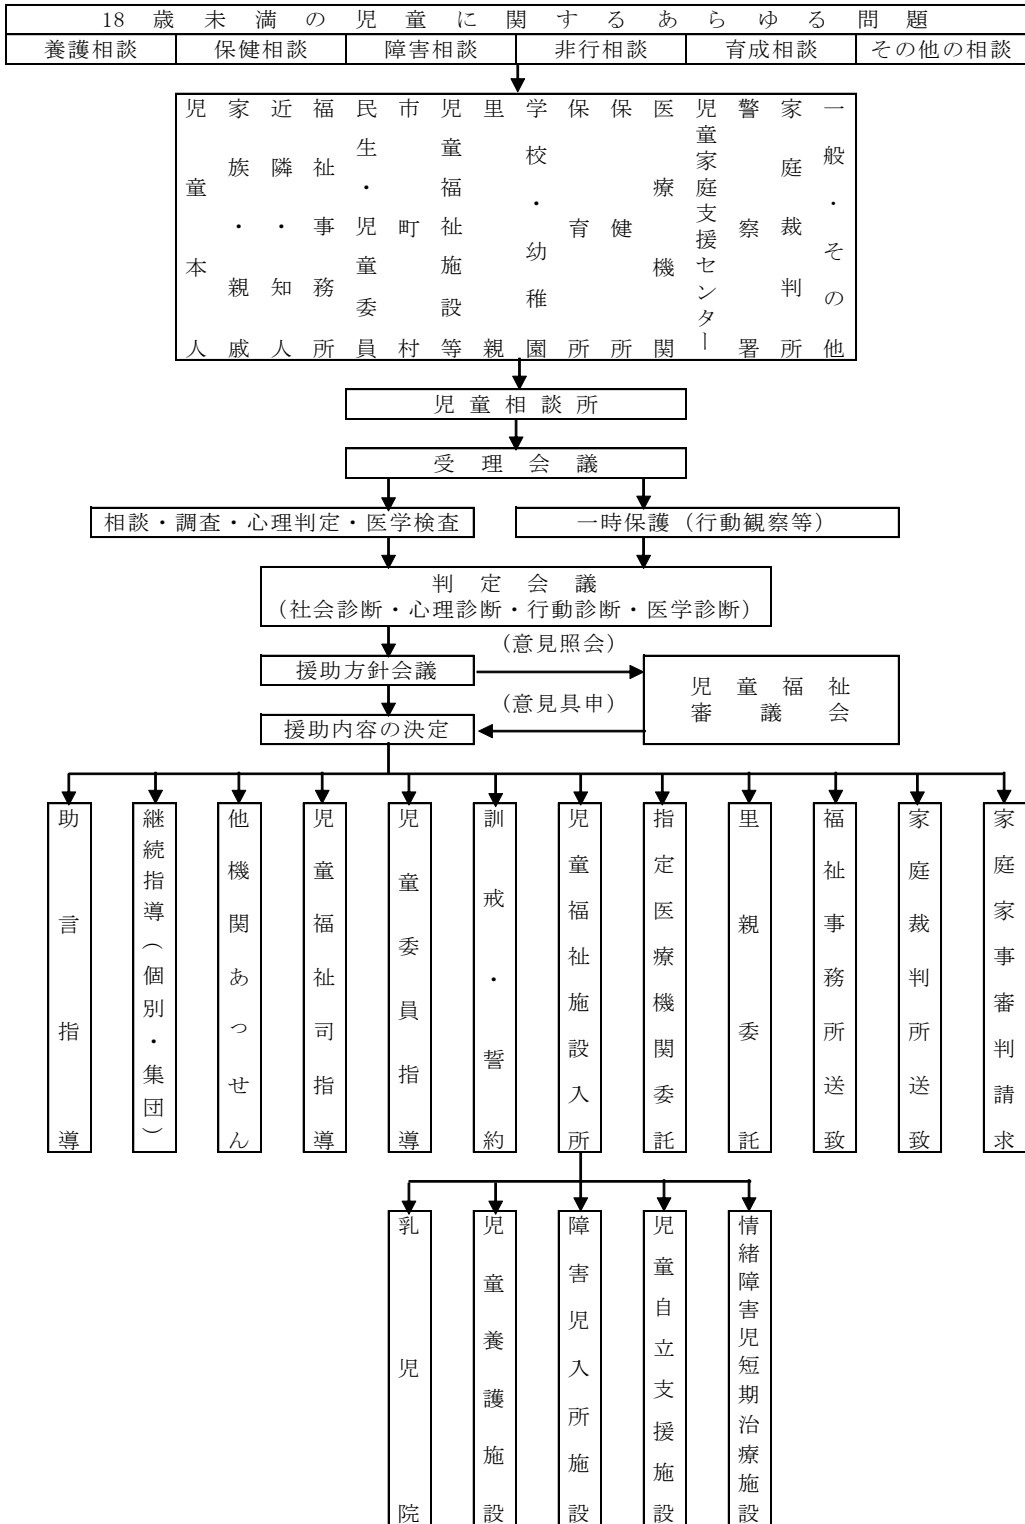 18歳未満の児童に関するあらゆる問題
養護相談
保健相談
障害相談
非行相談
育成相談
その他の相談
児童本人
家族・親戚
近隣・知人
福祉事務所
民生・児童委員
市町村
児童福祉施設等
里親
学校・幼稚園
保育所
保健所
医療機関
児童家庭支援センター
警察署
家庭裁判所
一般・その他
児童相談所
受理会議
相談・調査・心理判定・医学検査
一時保護（行動観察等）
判定会議
（社会診断・心理診断・行動診断・医学診断）
（意見照会）
援助方針会議
児童福祉
審議会
（意見具申）
援助内容の決定
助言指導
継続指導（個別・集団）
他機関あっせん
児童福祉司指導
児童委員指導
訓戒・誓約
児童福祉施設入所
指定医療機関委託
里親委託
福祉事務所送致
家庭裁判所送致
家庭家事審判請求
乳児院
児童養護施設
障害児入所施設
児童自立支援施設
情緒障害児短期治療施設